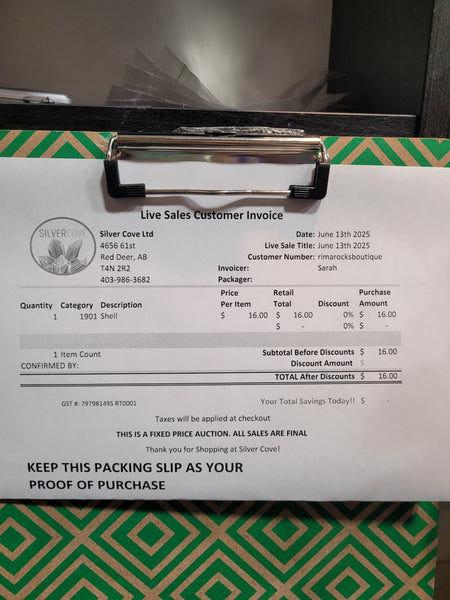 Live Sales Customer Invoice
SILVERCOVE
Silver Cove Ltd
4656 61st
Red Deer, AB
T4N 2R2
403-986-3682
Date: June 13th 2025
Live Sale Title: June 13th 2025
Customer Number: rimarocksboutique
Invoicer: Sarah
Packager:
Quantity Category Description Price Per Item Retail Total Discount Purchase Amount
1 1901 Shell $ 16.00 $ 16.00 0% $ 16.00
$ - 0% $ -
1 Item Count Subtotal Before Discounts $ 16.00
CONFIRMED BY: Discount Amount $
TOTAL After Discounts $ 16.00
GST #: 797981495 RT0001 Your Total Savings Today!! $ -
Taxes will be applied at checkout
THIS IS A FIXED PRICE AUCTION. ALL SALES ARE FINAL
Thank you for Shopping at Silver Cove!
KEEP THIS PACKING SLIP AS YOUR
PROOF OF PURCHASE